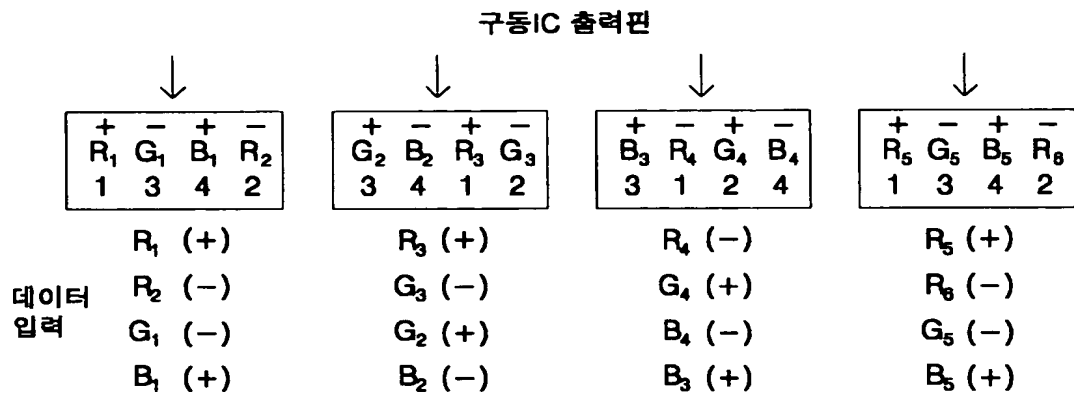 구동IC 출력핀
+ − + − + − + − + − + − + − + −
R₁ G₁ B₁ R₂ G₂ B₂ R₃ G₃ B₃ R₄ G₄ B₄ R₅ G₅ B₅ R₆
1 3 4 2 3 4 1 2 3 1 2 4 1 3 4 2
R₁ (+) R₃ (+) R₄ (−) R₅ (+)
R₂ (−) G₃ (−) G₄ (+) R₆ (−)
데이터
입력
G₁ (−) G₂ (+) B₄ (−) G₅ (−)
B₁ (+) B₂ (−) B₃ (+) B₅ (+)